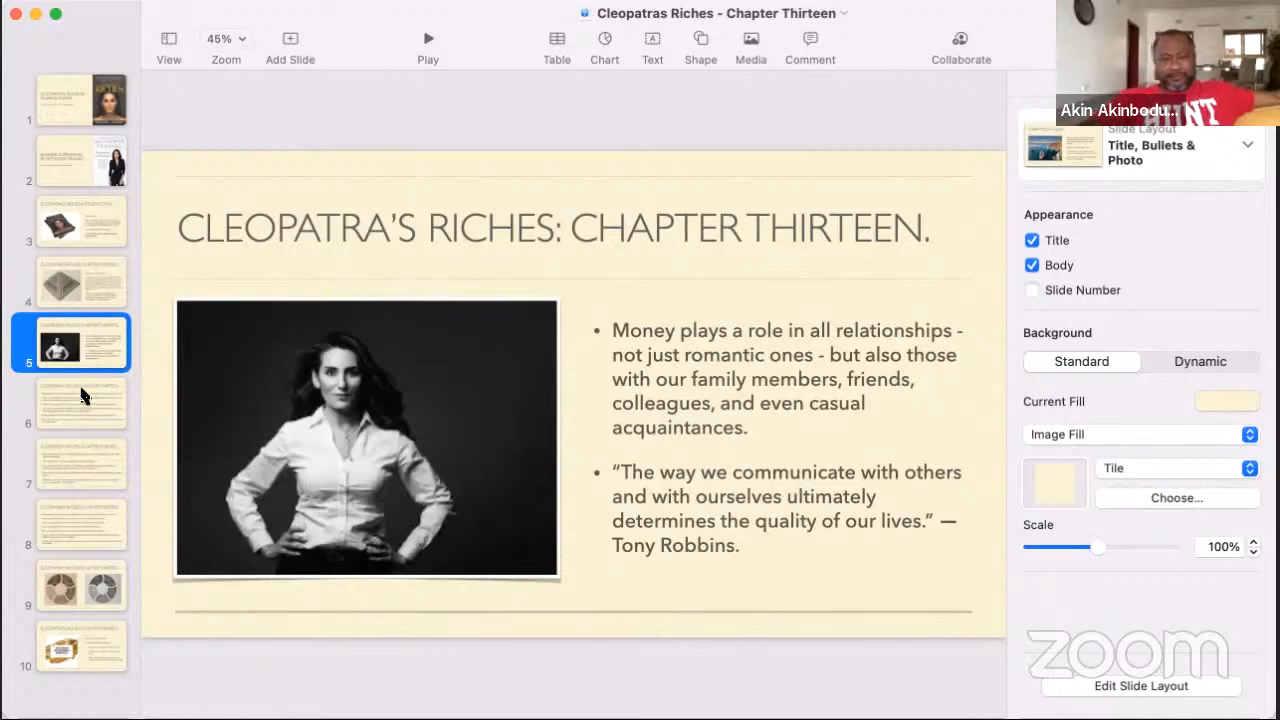 Cleopatras Riches - Chapter Thirteen
45%
View
Zoom
Add Slide
Play
Table
Chart
Text
Shape
Media
Comment
Collaborate
Akin Akinbodu...
Slide Layout
Title, Bullets &
Photo
Appearance
Title
Body
Slide Number
Background
Standard
Dynamic
Current Fill
Image Fill
Tile
Choose...
Scale
100%
zoom
Edit Slide Layout
1
2
3
4
5
6
7
8
9
10
CLEOPATRA'S RICHES: CHAPTER THIRTEEN.
• Money plays a role in all relationships -
not just romantic ones - but also those
with our family members, friends,
colleagues, and even casual
acquaintances.
• “The way we communicate with others
and with ourselves ultimately
determines the quality of our lives.” —
Tony Robbins.